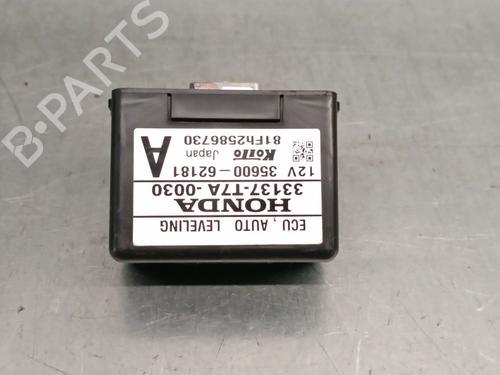 ECU, AUTO LEVELING
HONDA
33137-T7A-0030
12V 35600-62181
Koito Japan
81Fh2586730
A
B-PARTS